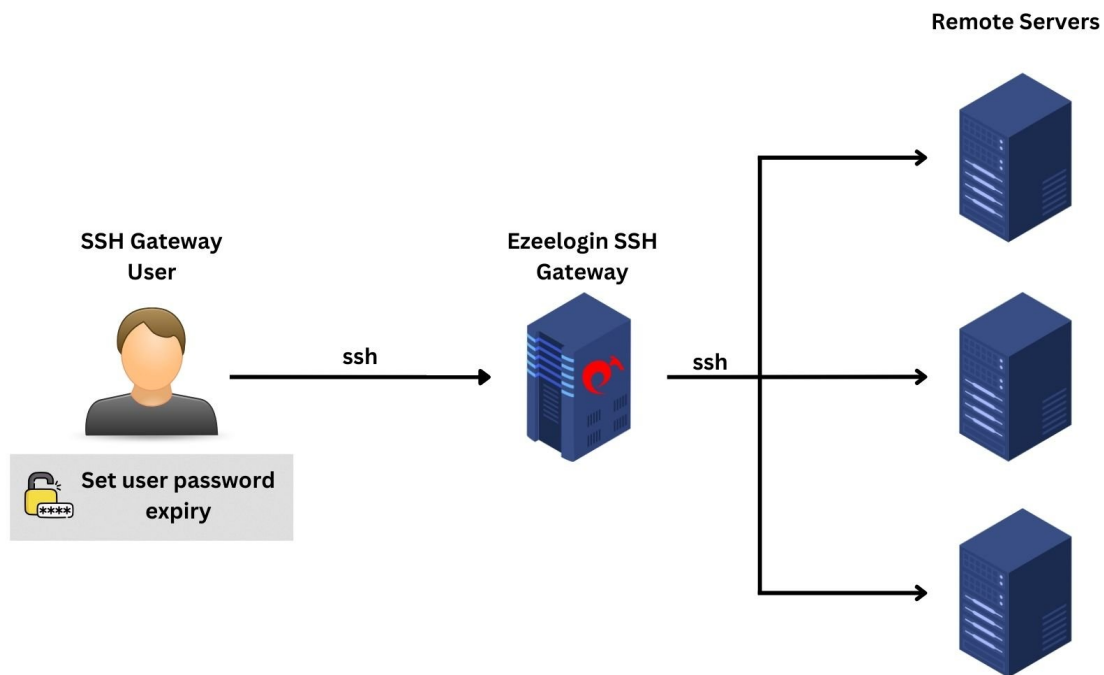 Remote Servers
SSH Gateway
User
Ezeelogin SSH
Gateway
ssh
ssh
Set user password
expiry
****